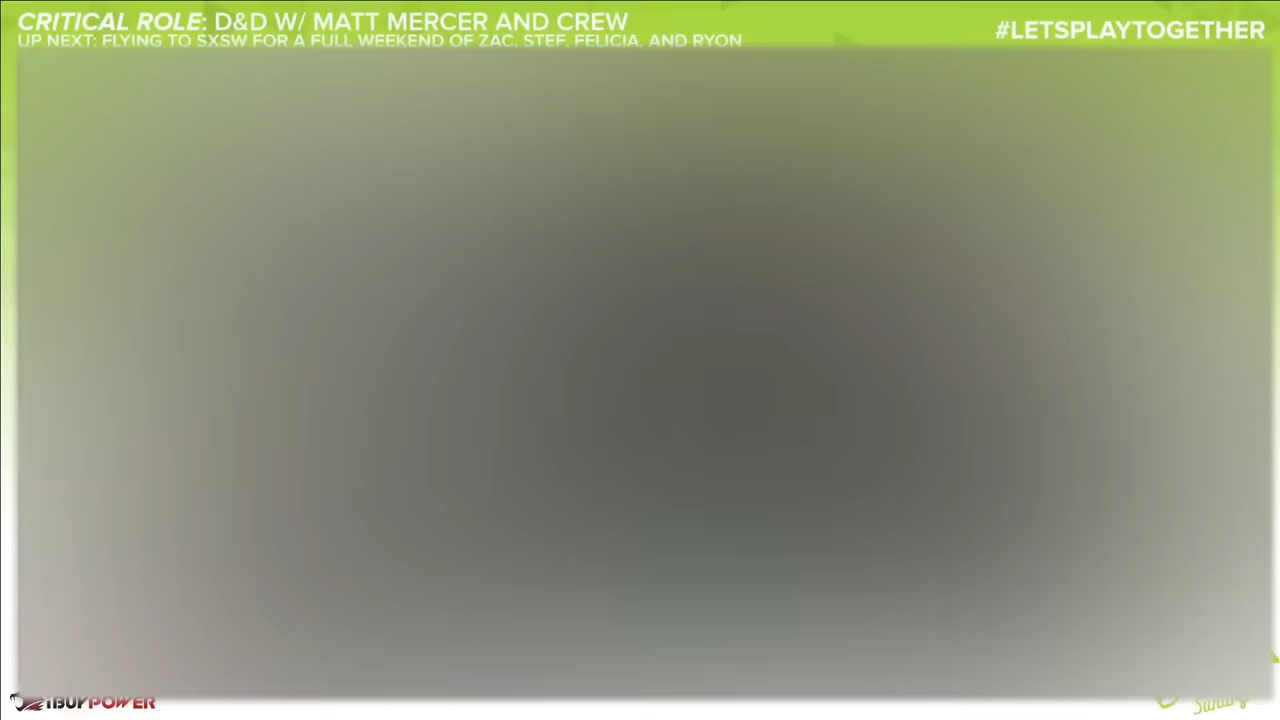 CRITICAL ROLE: D&D W/ MATT MERCER AND CREW
#LETSPLAYTOGETHER
UP NEXT: FLYING TO SXSW FOR A FULL WEEKEND OF ZAC, STEF, FELICIA, AND RYON
iBUYPOWER